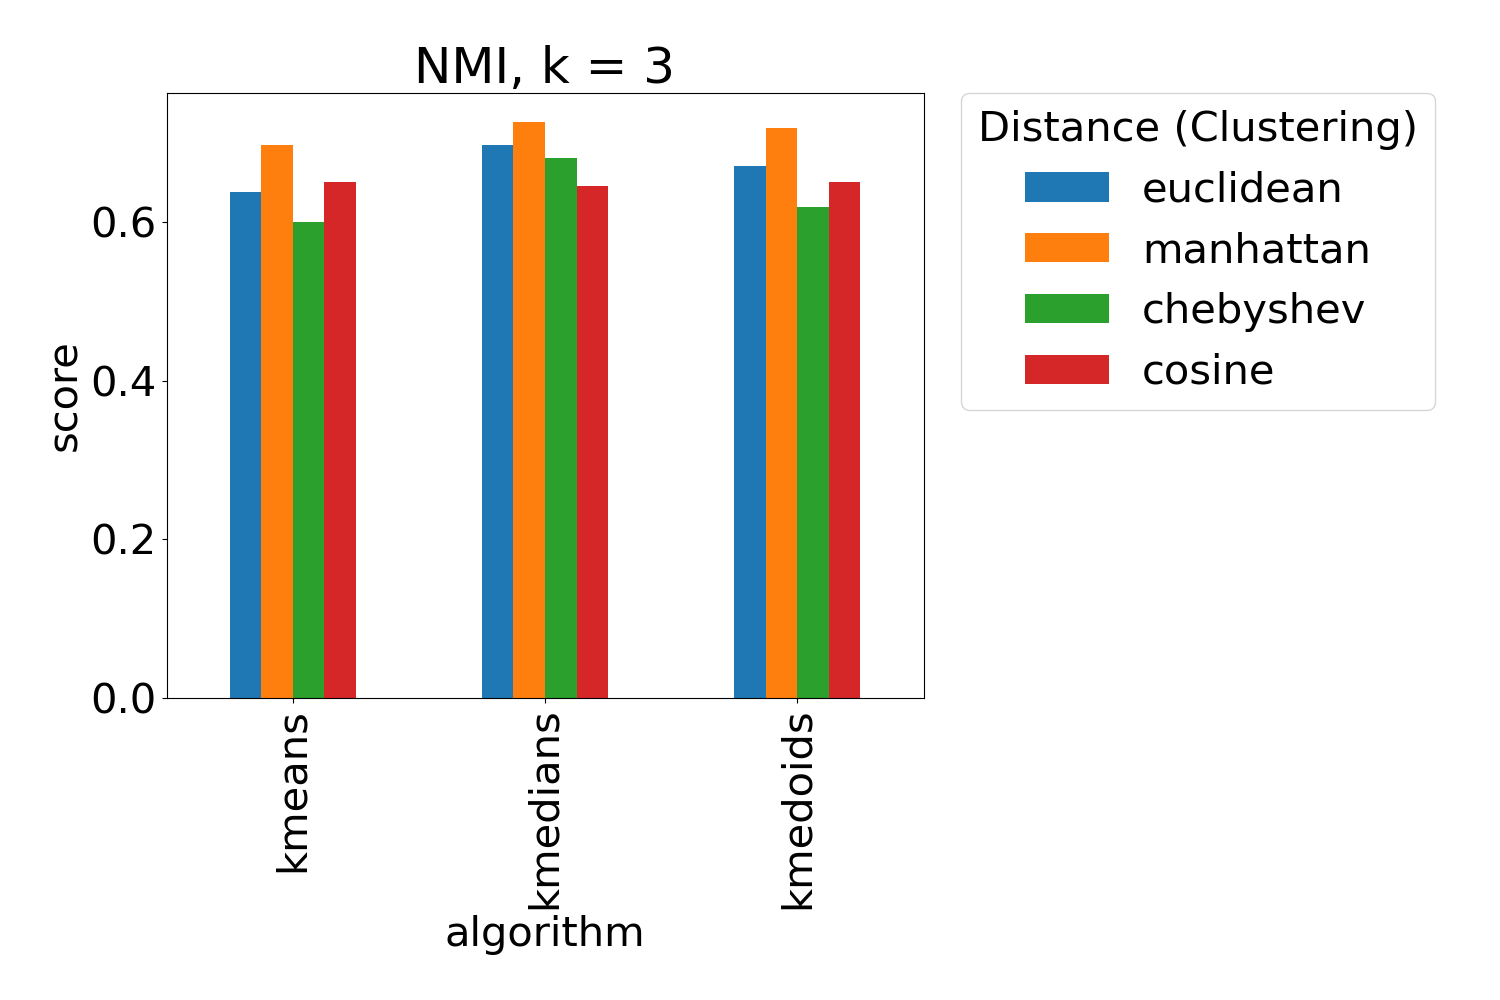 NMI, k = 3
score
0.6
0.4
0.2
0.0
kmeans
kmedians
kmedoids
algorithm
Distance (Clustering)
euclidean
manhattan
chebyshev
cosine